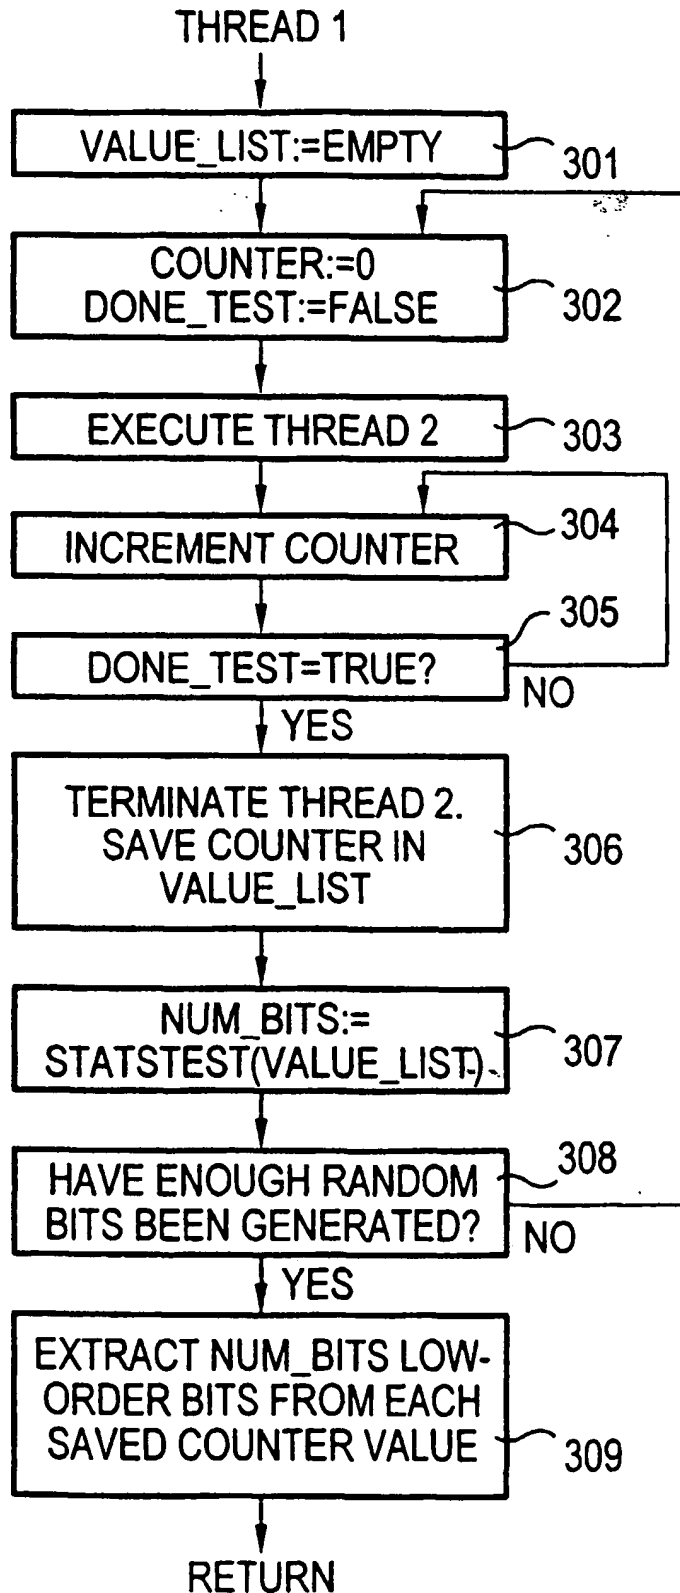 THREAD 1
VALUE_LIST:=EMPTY
301
COUNTER:=0
DONE_TEST:=FALSE
302
EXECUTE THREAD 2
303
INCREMENT COUNTER
304
DONE_TEST=TRUE?
305
NO
YES
TERMINATE THREAD 2.
SAVE COUNTER IN
VALUE_LIST
306
NUM_BITS:=
STATSTEST(VALUE_LIST)
307
HAVE ENOUGH RANDOM
BITS BEEN GENERATED?
308
NO
YES
EXTRACT NUM_BITS LOW-
ORDER BITS FROM EACH
SAVED COUNTER VALUE
309
RETURN